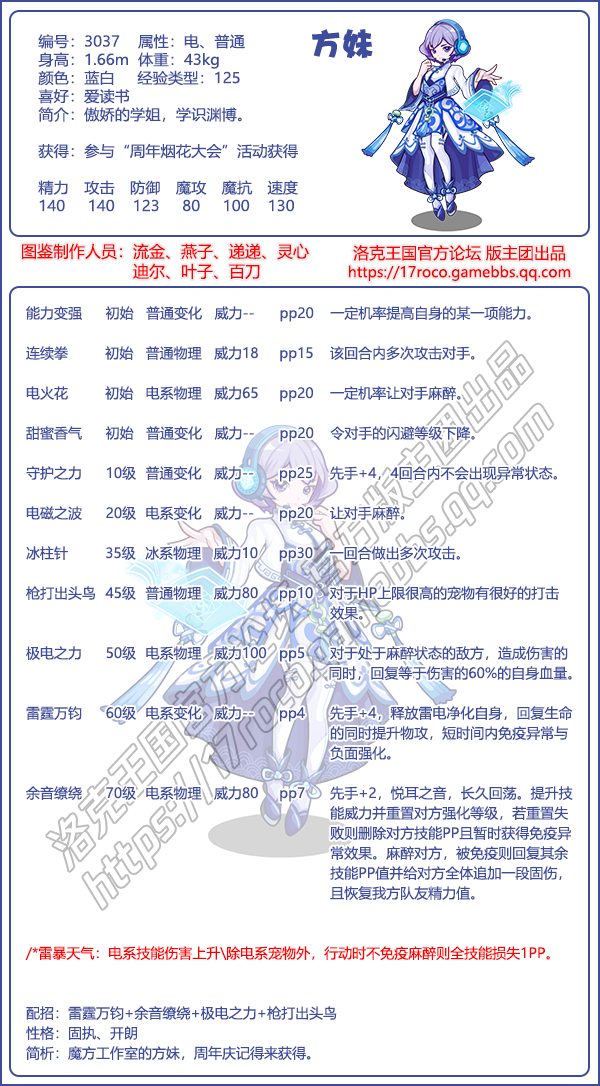 方妹
编号：3037 属性：电、普通
身高：1.66m 体重：43kg
颜色：蓝白 经验类型：125
喜好：爱读书
简介：傲娇的学姐，学识渊博。
获得：参与“周年烟花大会”活动获得
精力 攻击 防御 魔攻 魔抗 速度
140 140 123 80 100 130
图鉴制作人员：流金、燕子、递递、灵心
迪尔、叶子、百刀
洛克王国官方论坛 版主团出品
https://17roco.gamebbs.qq.com
能力变强 初始 普通变化 威力-- pp20 一定机率提高自身的某一项能力。
连续拳 初始 普通物理 威力18 pp15 该回合内多次攻击对手。
电火花 初始 电系物理 威力65 pp20 一定机率让对手麻醉。
甜蜜香气 初始 普通变化 威力-- pp20 令对手的闪避等级下降。
守护之力 10级 普通变化 威力-- pp25 先手+4，4回合内不会出现异常状态。
电磁之波 20级 电系变化 威力-- pp20 让对手麻醉。
冰柱针 35级 冰系物理 威力10 pp30 一回合做出多次攻击。
枪打出头鸟 45级 普通物理 威力80 pp10 对于HP上限很高的宠物有很好的打击
效果。
极电之力 50级 电系物理 威力100 pp5 对于处于麻醉状态的敌方，造成伤害的
同时，回复等于伤害的60%的自身血量。
雷霆万钧 60级 电系变化 威力-- pp4 先手+4，释放雷电净化自身，回复生命
的同时提升物攻，短时间内免疫异常与
负面强化。
余音缭绕 70级 电系物理 威力80 pp7 先手+2，悦耳之音，长久回荡。提升技
能威力并重置对方强化等级，若重置失
败则删除对方技能PP且暂时获得免疫异
常效果。麻醉对方，被免疫则回复其余
技能PP值并给对方全体追加一段固伤，
且恢复我方队友精力值。
洛克王国官方论坛 官方版主团出品
https://17roco.gamebbs.qq.com
/*雷暴天气：电系技能伤害上升\除电系宠物外，行动时不免疫麻醉则全技能损失1PP。
配招：雷霆万钧+余音缭绕+极电之力+枪打出头鸟
性格：固执、开朗
简析：魔方工作室的方妹，周年庆记得来获得。